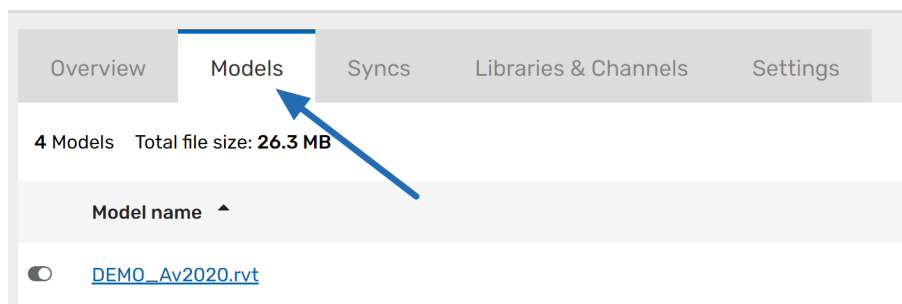 Overview Models Syncs Libraries & Channels Settings
4 Models Total file size: 26.3 MB
Model name
DEMO_Av2020.rvt